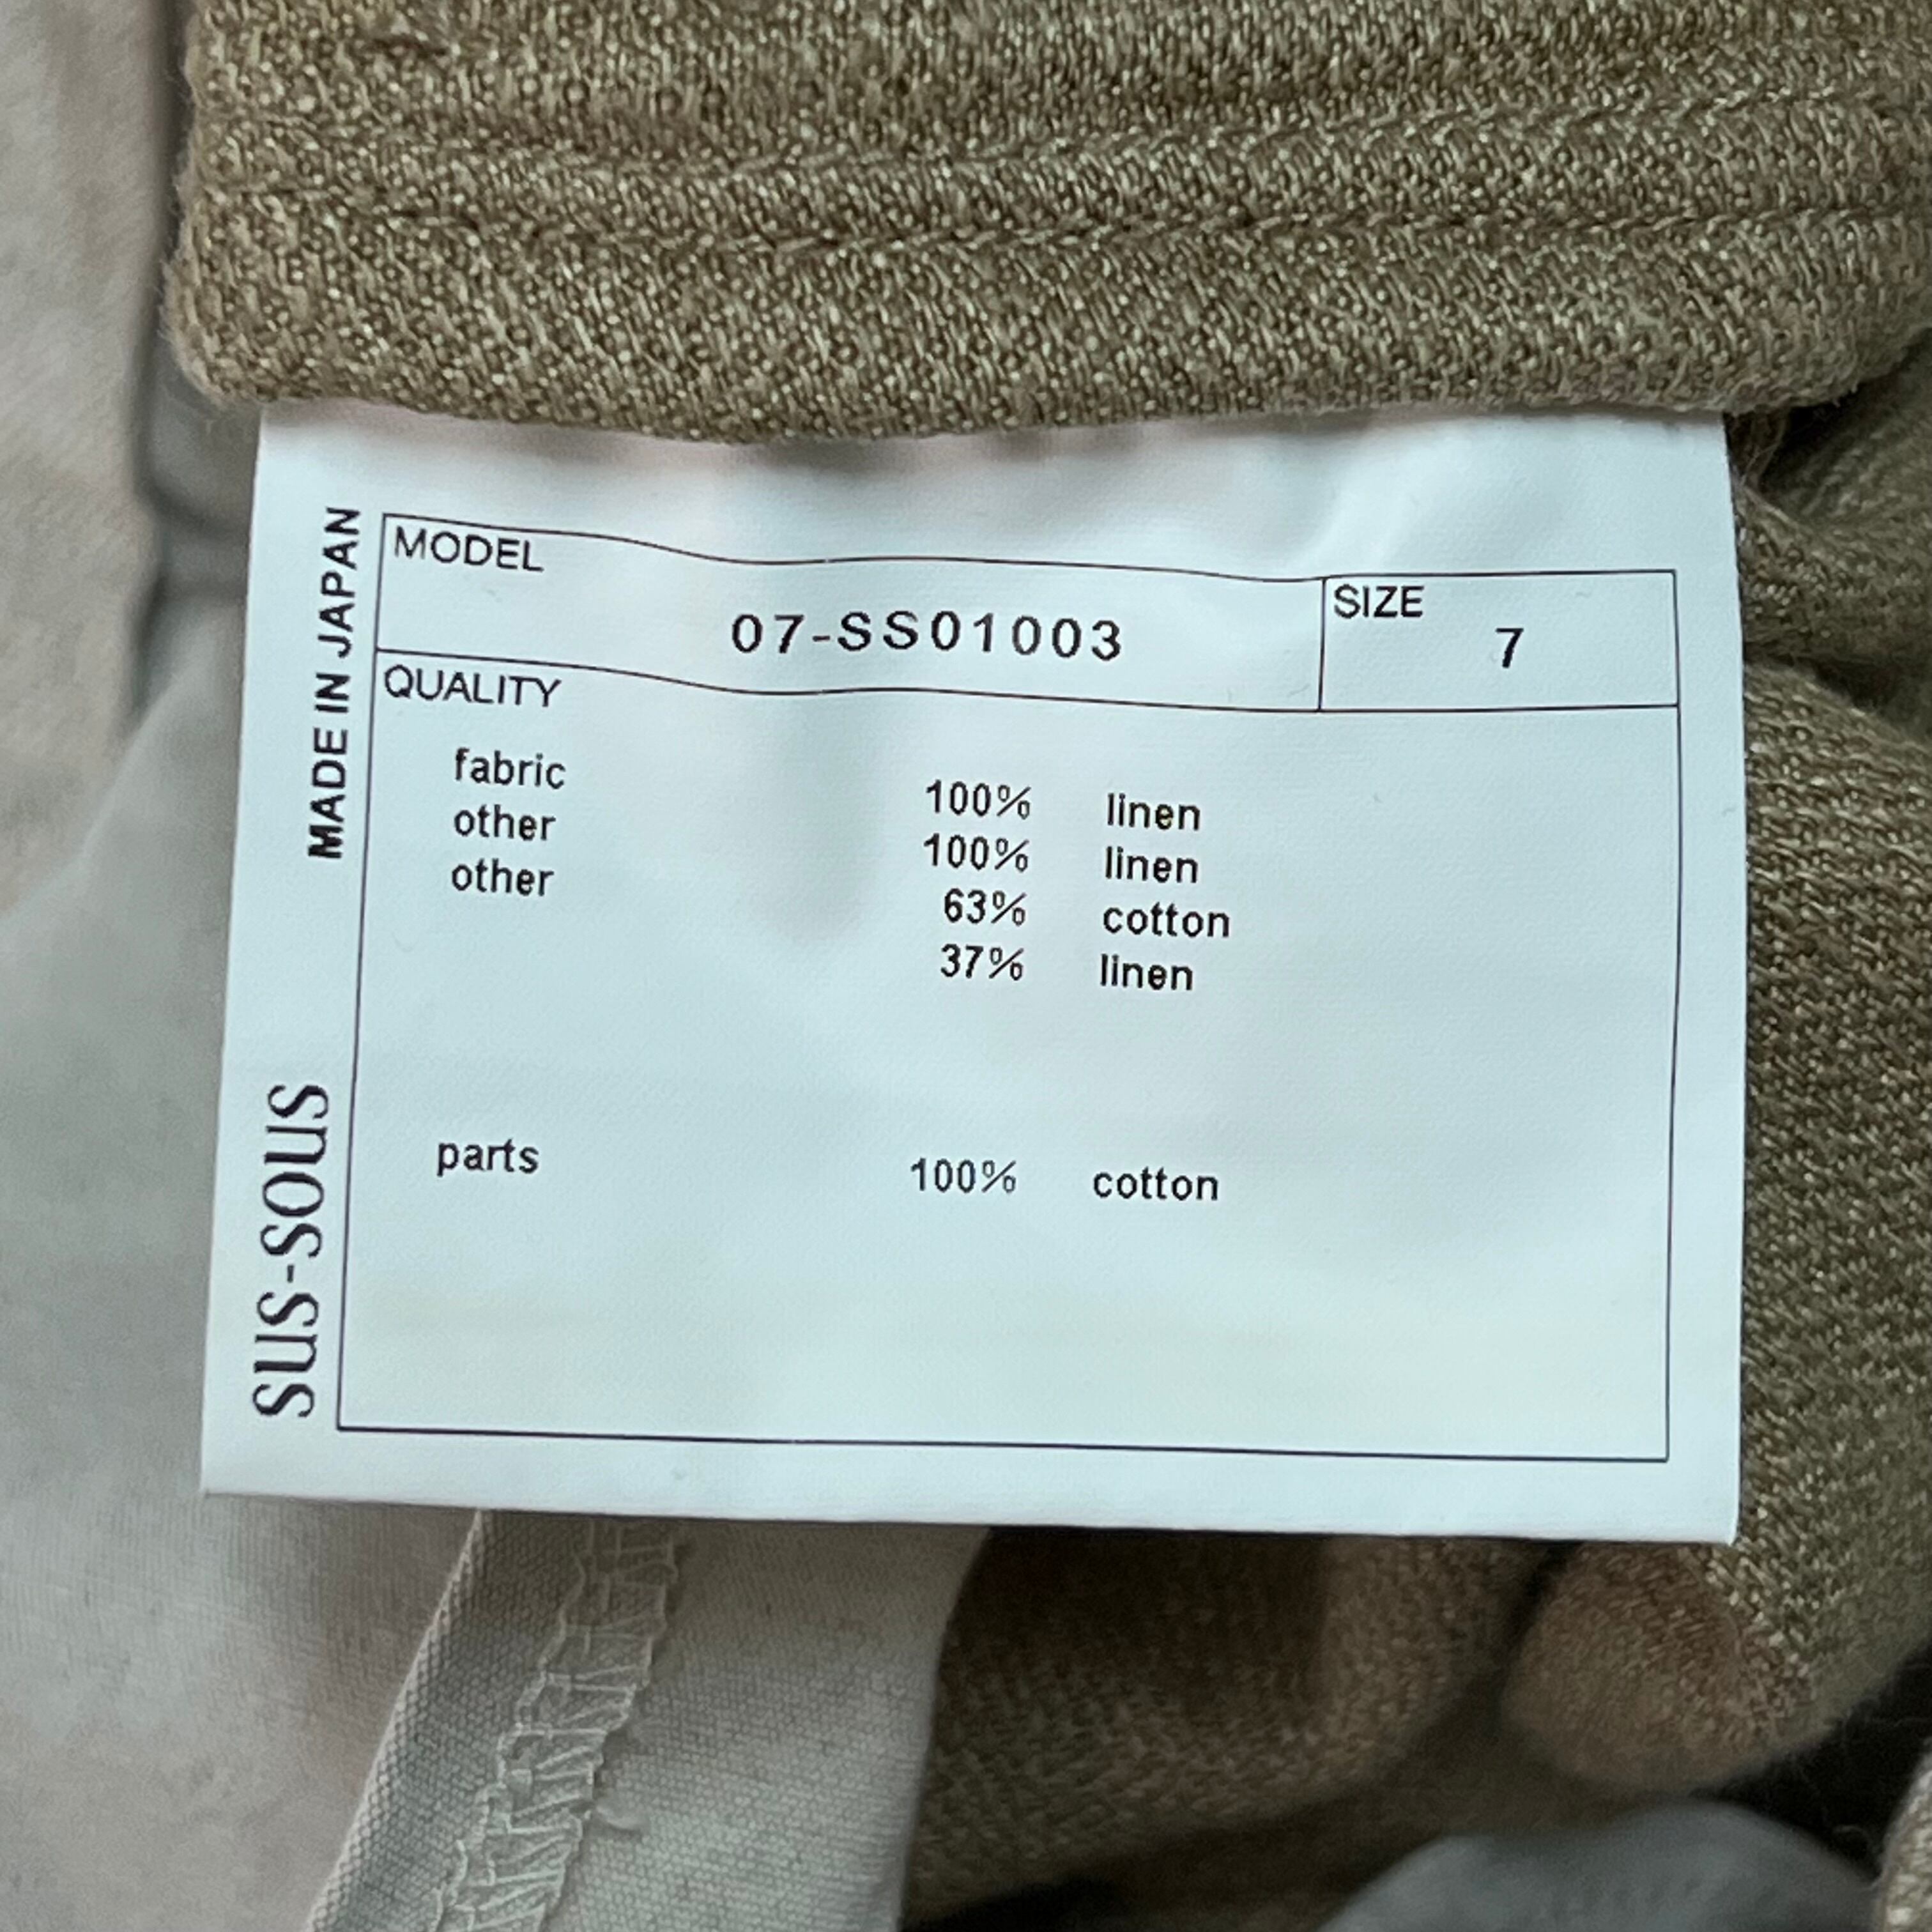 MADE IN JAPAN
SUS-SOUS
MODEL
07-SS01003
SIZE
7
QUALITY
fabric 100% linen
other 100% linen
other 63% cotton
37% linen
parts 100% cotton